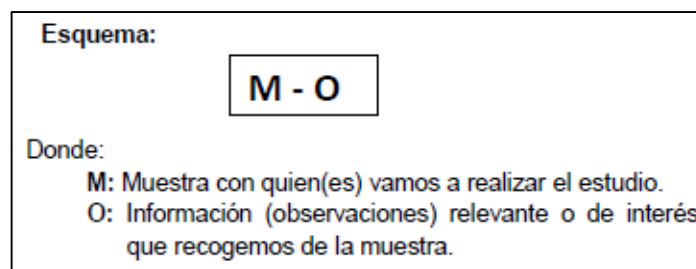 Esquema:
M - O
Donde:
M: Muestra con quien(es) vamos a realizar el estudio.
O: Información (observaciones) relevante o de interés
que recogemos de la muestra.